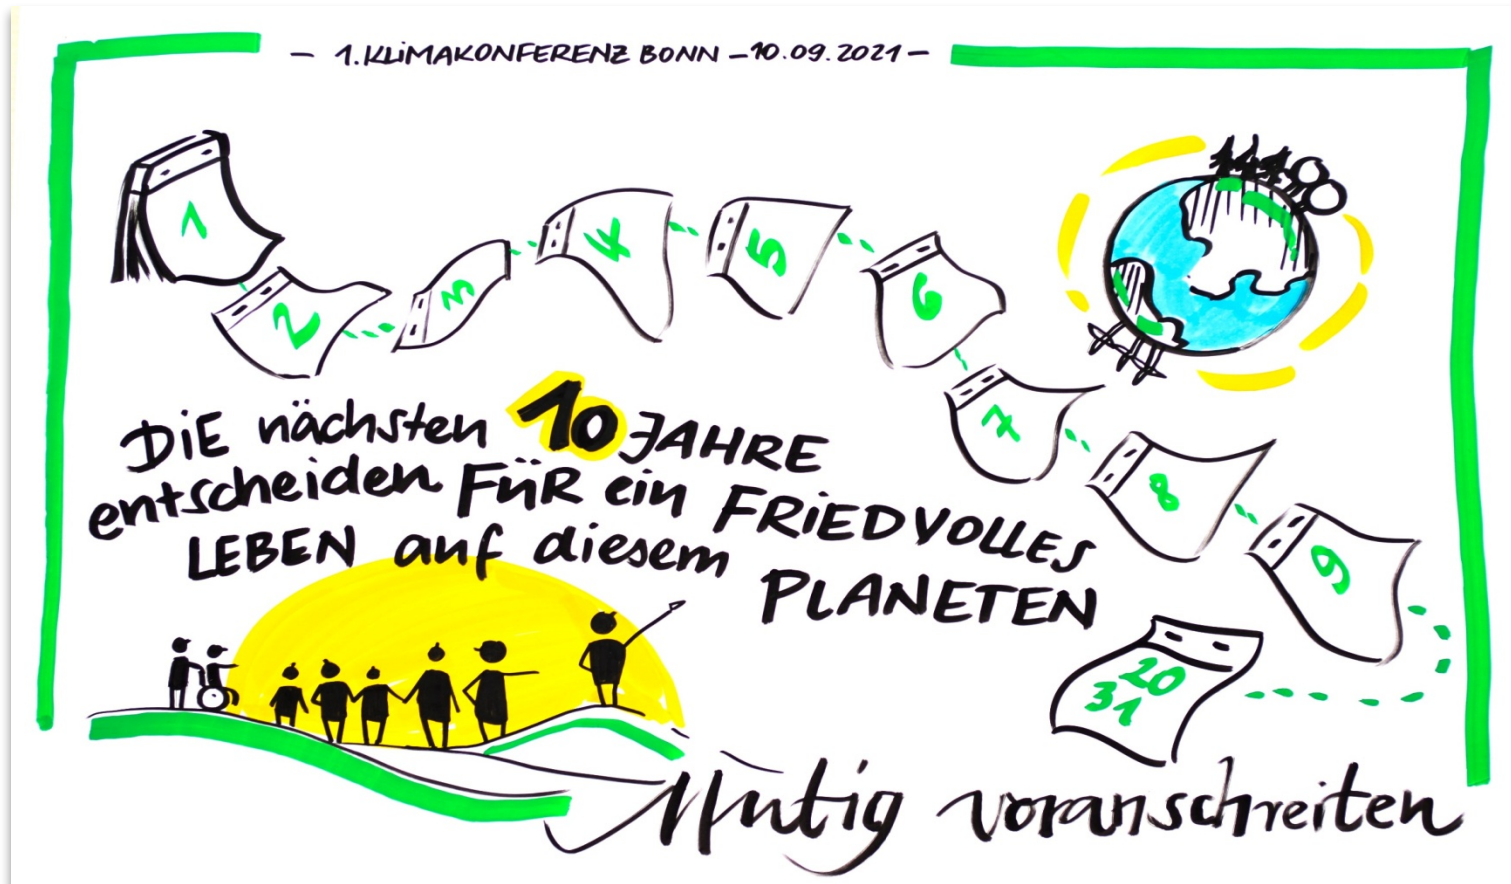 – 1. KLiMAKONFERENZ BONN – 10.09.2021 –
1
2
3
4
5
6
7
8
9
20
31
DiE nächsten 10 JAHRE
entscheiden FüR ein FRiEDVOLLES
LEBEN auf diesem PLANETEN
Mutig voranschreiten